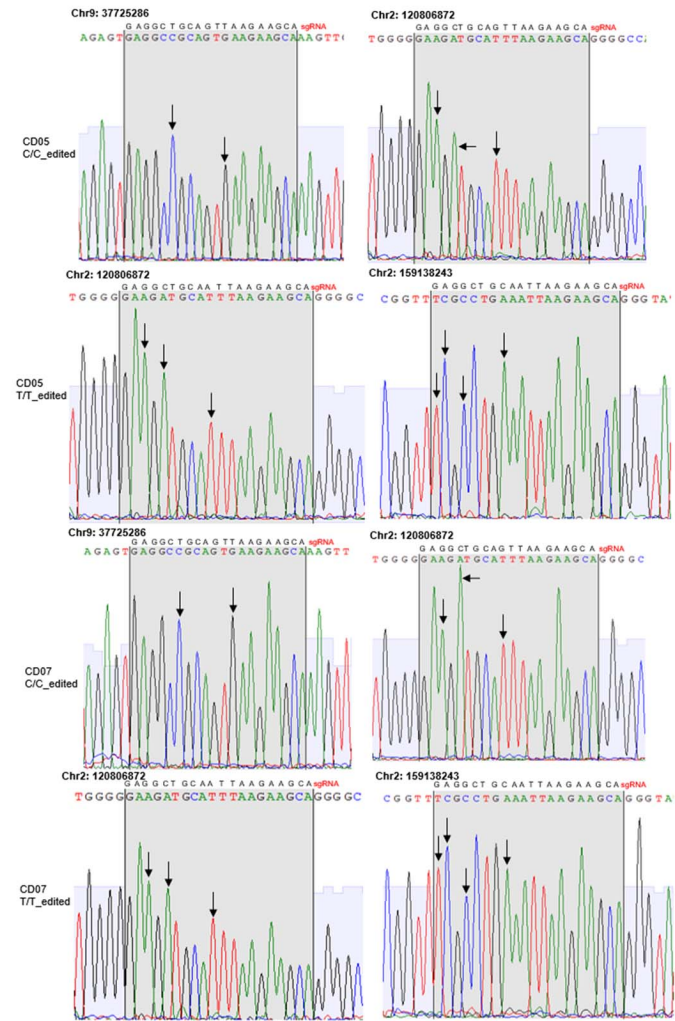 Chr9: 37725286
GAGGCTGCAGTTAAGAAGCA sgRNA
AGAGTGAGGCCGCAGTGAAGAAGCAAAGTT
Chr2: 120806872
GAGGCTGCAGTTAAGAAGCA sgRNA
TGGGGGAAGATGCATTTAAGAAGCAGGGGCC
CD05
C/C_edited
Chr2: 120806872
GAGGCTGCAATTAAGAAGCA sgRNA
TGGGGGAAGATGCATTTAAGAAGCAGGGGC
Chr2: 159138243
GAGGCTGCAATTAAGAAGCA sgRNA
CGGTTTCGCCTGAAATTAAGAAGCAGGGTA
CD05
T/T_edited
Chr9: 37725286
GAGGCTGCAGTTAAGAAGCA sgRNA
AGAGTGAGGCCGCAGTGAAGAAGCAAAGTT
Chr2: 120806872
GAGGCTGCAGTTAAGAAGCA sgRNA
TGGGGGAAGATGCATTTAAGAAGCAGGGGC
CD07
C/C_edited
Chr2: 120806872
GAGGCTGCAATTAAGAAGCA sgRNA
TGGGGGAAGATGCATTTAAGAAGCAGGGGC
Chr2: 159138243
GAGGCTGCAATTAAGAAGCA sgRNA
CGGTTTCGCCTGAAATTAAGAAGCAGGGTA
CD07
T/T_edited